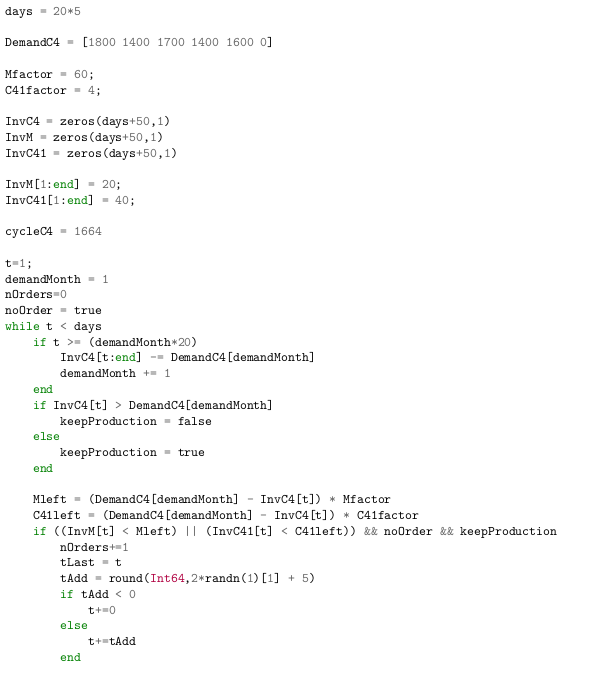 days = 20*5
DemandC4 = [1800 1400 1700 1400 1600 0]
Mfactor = 60;
C41factor = 4;
InvC4 = zeros(days+50,1)
InvM = zeros(days+50,1)
InvC41 = zeros(days+50,1)
InvM[1:end] = 20;
InvC41[1:end] = 40;
cycleC4 = 1664
t=1;
demandMonth = 1
nOrders=0
noOrder = true
while t < days
    if t >= (demandMonth*20)
        InvC4[t:end] -= DemandC4[demandMonth]
        demandMonth += 1
    end
    if InvC4[t] > DemandC4[demandMonth]
        keepProduction = false
    else
        keepProduction = true
    end
    Mleft = (DemandC4[demandMonth] - InvC4[t]) * Mfactor
    C41left = (DemandC4[demandMonth] - InvC4[t]) * C41factor
    if ((InvM[t] < Mleft) || (InvC41[t] < C41left)) && noOrder && keepProduction
        nOrders+=1
        tLast = t
        tAdd = round(Int64,2*randn(1)[1] + 5)
        if tAdd < 0
            t+=0
        else
            t+=tAdd
        end